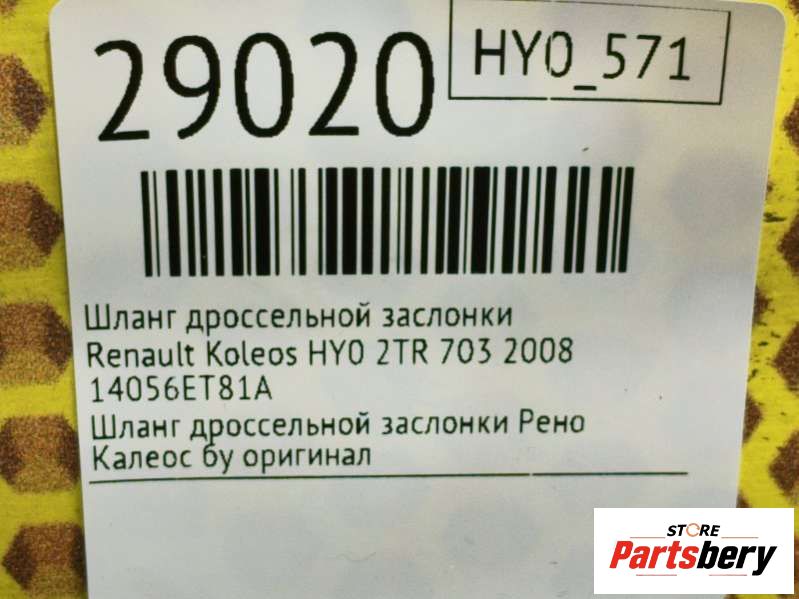 29020
HY0_571
Шланг дроссельной заслонки
Renault Koleos HY0 2TR 703 2008
14056ET81A
Шланг дроссельной заслонки Рено
Калеос бу оригинал
STORE
Partsbery